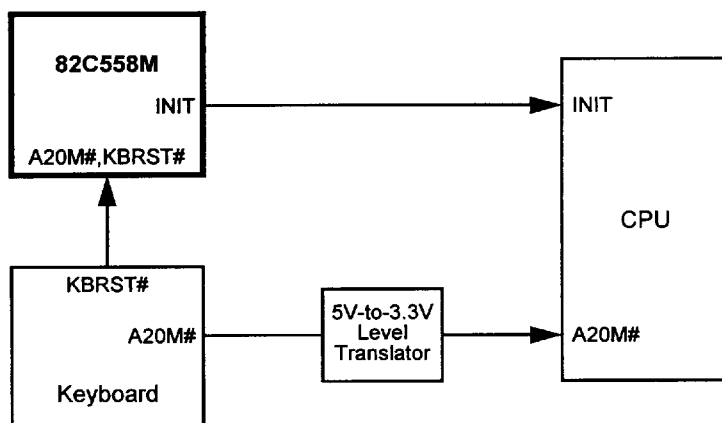 82C558M
INIT
A20M#,KBRST#
INIT
CPU
A20M#
KBRST#
A20M#
Keyboard
5V-to-3.3V
Level
Translator